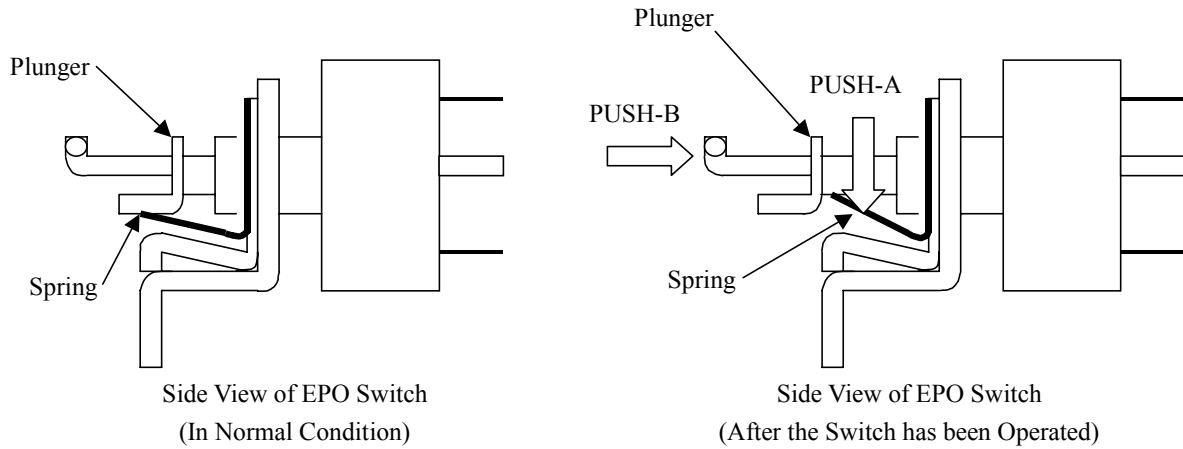 Plunger
Spring
Side View of EPO Switch
(In Normal Condition)
Plunger
PUSH-A
PUSH-B
Spring
Side View of EPO Switch
(After the Switch has been Operated)